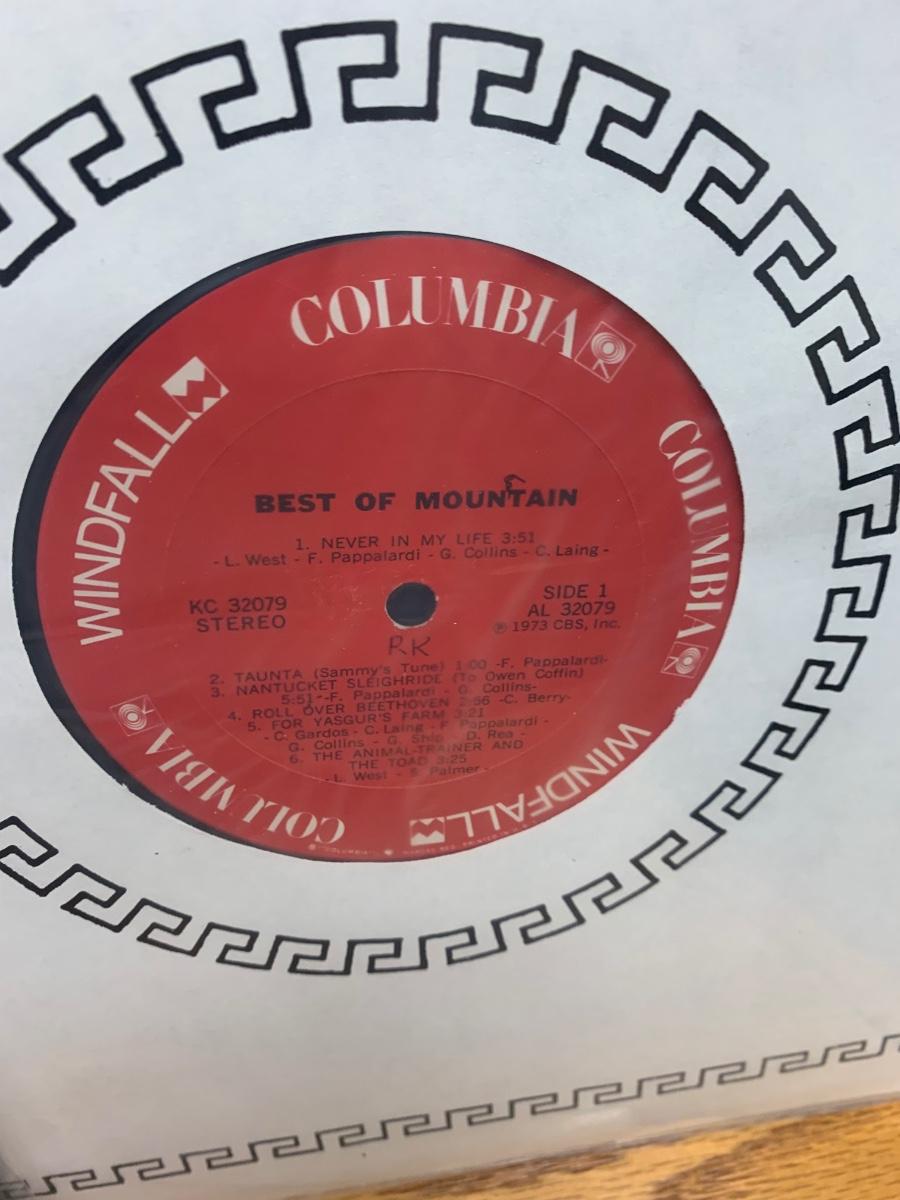 COLUMBIA
WINDFALL
COLUMBIA
BEST OF MOUNTAIN
1. NEVER IN MY LIFE 3:51
- L. West - F. Pappalardi - G. Collins - C. Laing -
KC 32079
STEREO
SIDE 1
AL 32079
℗ 1973 CBS, Inc.
RK
2. TAUNTA (Sammy's Tune) 1:00 -F. Pappalardi-
3. NANTUCKET SLEIGHRIDE (To Owen Coffin)
5:51 -F. Pappalardi - G. Collins-
4. ROLL OVER BEETHOVEN 2:56 -C. Berry-
5. FOR YASGUR'S FARM 3:21
- C. Gardos - C. Laing - F. Pappalardi -
G. Collins - G. Ship - D. Rea -
6. THE ANIMAL-TRAINER AND
THE TOAD 3:25
- L. West - S. Palmer -
COLUMBIA
WINDFALL